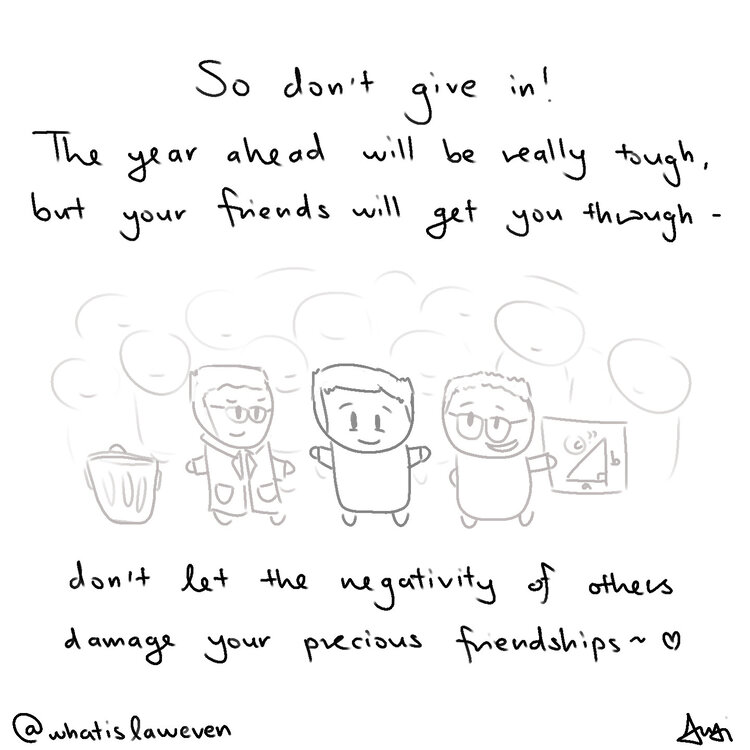 So don't give in!
The year ahead will be really tough,
but your friends will get you through -
c
b
a
don't let the negativity of others
damage your precious friendships ~ ♡
@whatislaweven